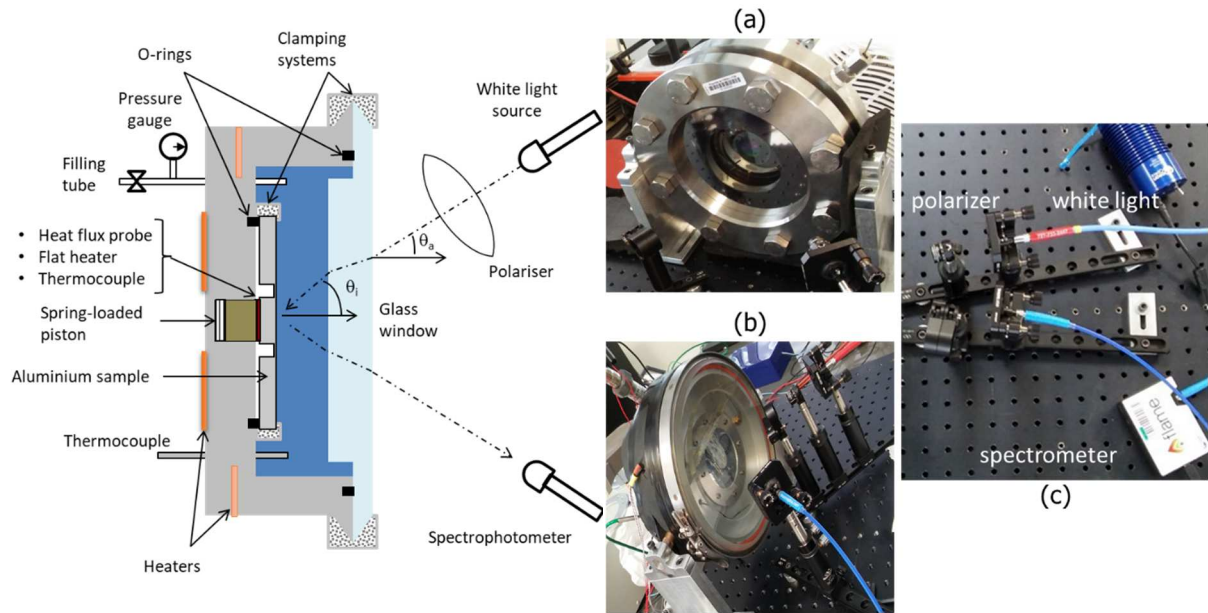 O-rings
Clamping
systems
Pressure
gauge
Filling
tube
• Heat flux probe
• Flat heater
• Thermocouple
Spring-loaded
piston
Aluminium sample
Thermocouple
Heaters
White light
source
θa
Polariser
θi
Glass
window
Spectrophotometer
(a)
(b)
polarizer
white light
flame
spectrometer
(c)